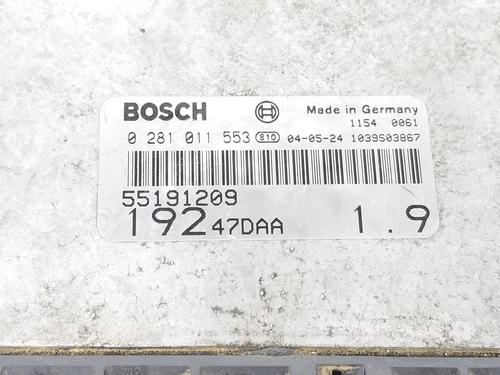 BOSCH Made in Germany
1154 0061
0 281 011 553 810 04-05-24 1039S03867
55191209
19247DAA 1.9